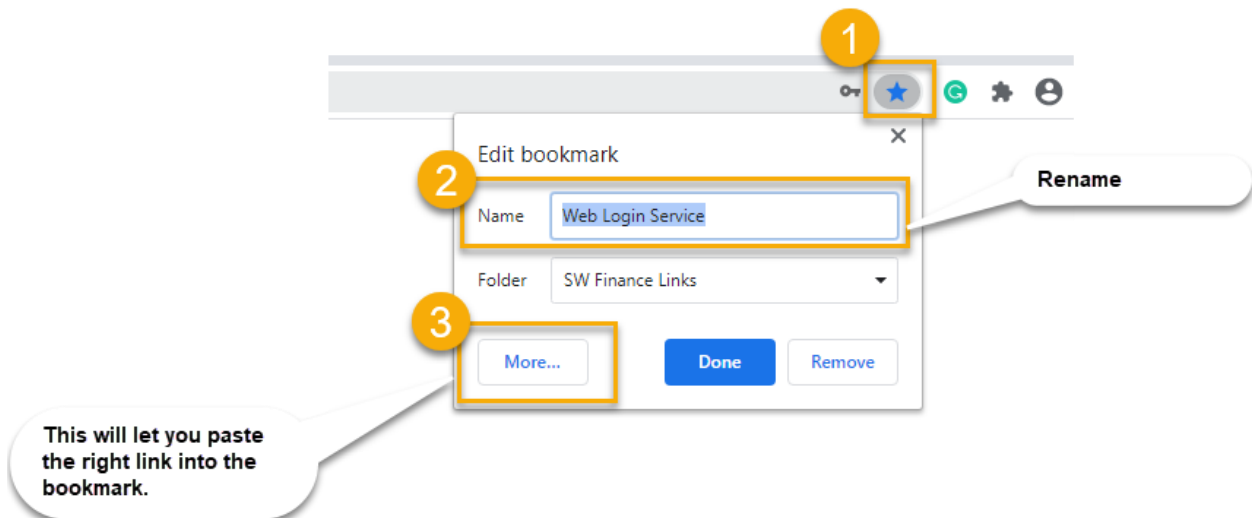 1
Edit bookmark
2
Name Web Login Service
Rename
Folder SW Finance Links
3
More... Done Remove
This will let you paste
the right link into the
bookmark.